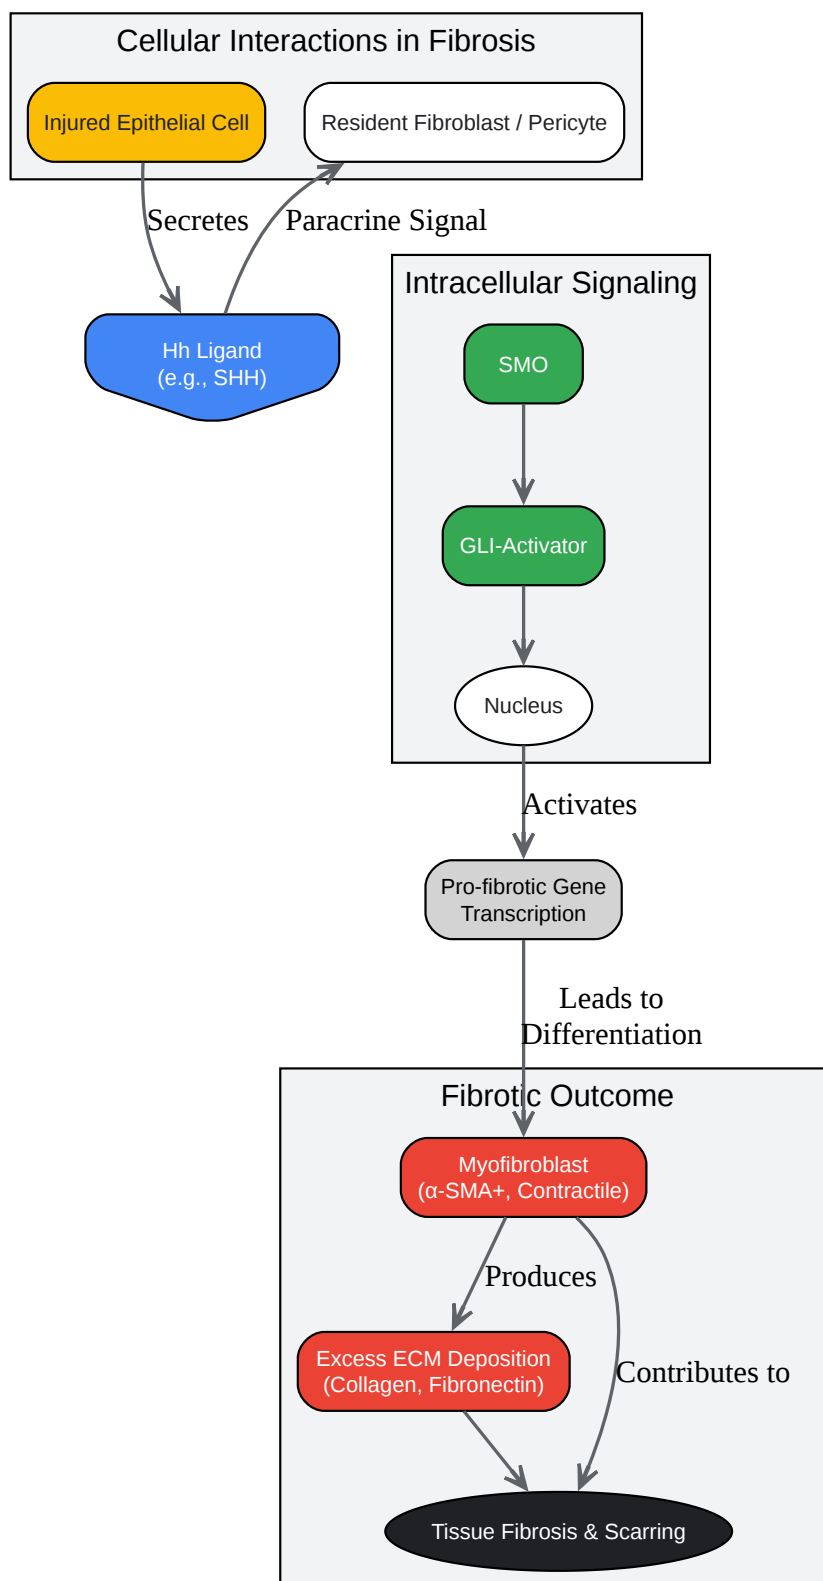 Cellular Interactions in Fibrosis
Injured Epithelial Cell
Resident Fibroblast / Pericyte
Secretes
Paracrine Signal
Hh Ligand
(e.g., SHH)
Intracellular Signaling
SMO
GLI-Activator
Nucleus
Activates
Pro-fibrotic Gene
Transcription
Leads to
Differentiation
Fibrotic Outcome
Myofibroblast
(α-SMA+, Contractile)
Produces
Excess ECM Deposition
(Collagen, Fibronectin)
Contributes to
Tissue Fibrosis & Scarring